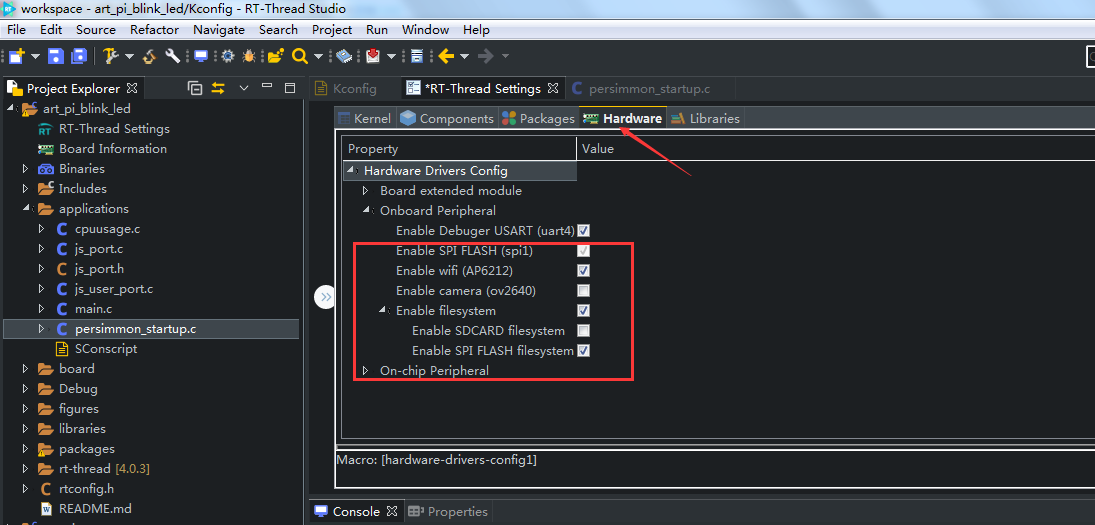 workspace - art_pi_blink_led/Kconfig - RT-Thread Studio
File Edit Source Refactor Navigate Search Project Run Window Help
Project Explorer
Kconfig
*RT-Thread Settings
persimmon_startup.c
art_pi_blink_led
RT-Thread Settings
Board Information
Binaries
Includes
applications
cpuusage.c
js_port.c
js_port.h
js_user_port.c
main.c
persimmon_startup.c
SConscript
board
Debug
figures
libraries
packages
rt-thread [4.0.3]
rtconfig.h
README.md
Kernel Components Packages Hardware Libraries
Property Value
Hardware Drivers Config
Board extended module
Onboard Peripheral
Enable Debuger USART (uart4)
Enable SPI FLASH (spi1)
Enable wifi (AP6212)
Enable camera (ov2640)
Enable filesystem
Enable SDCARD filesystem
Enable SPI FLASH filesystem
On-chip Peripheral
Macro: [hardware-drivers-config1]
Console Properties